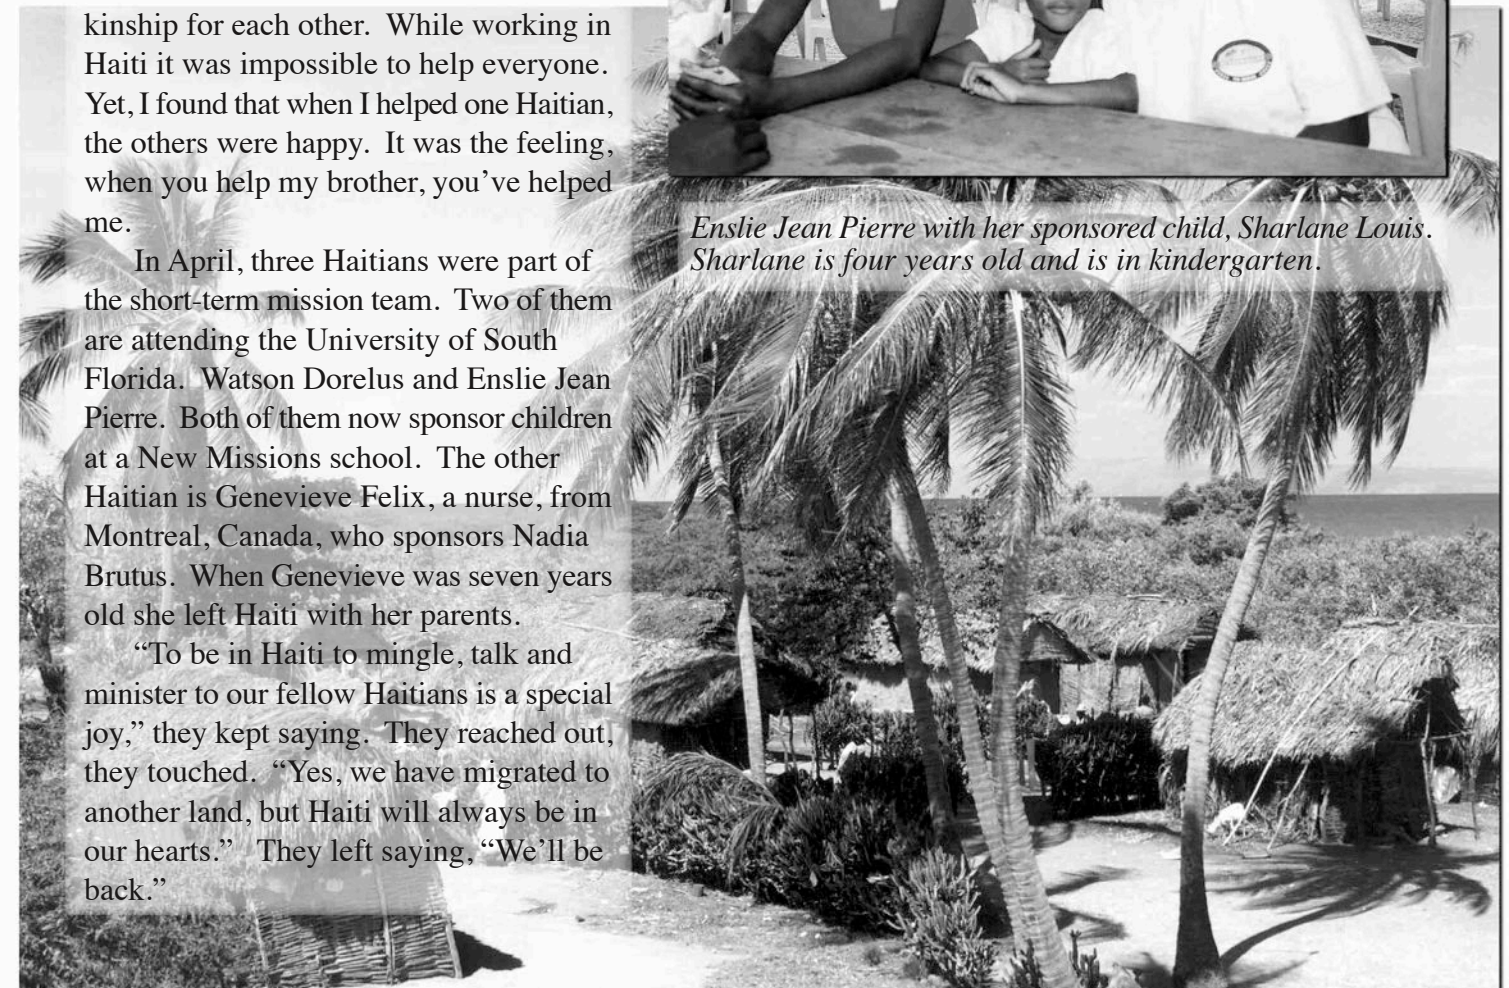 kinship for each other.  While working in
Haiti it was impossible to help everyone.
Yet, I found that when I helped one Haitian,
the others were happy.  It was the feeling,
when you help my brother, you’ve helped
me.
In April, three Haitians were part of
the short-term mission team.  Two of them
are attending the University of South
Florida.  Watson Dorelus and Enslie Jean
Pierre.  Both of them now sponsor children
at a New Missions school.  The other
Haitian is Genevieve Felix, a nurse, from
Montreal, Canada, who sponsors Nadia
Brutus.  When Genevieve was seven years
old she left Haiti with her parents.
“To be in Haiti to mingle, talk and
minister to our fellow Haitians is a special
joy,” they kept saying.  They reached out,
they touched.  “Yes, we have migrated to
another land, but Haiti will always be in
our hearts.”   They left saying, “We’ll be
back.”
Enslie Jean Pierre with her sponsored child, Sharlane Louis.
Sharlane is four years old and is in kindergarten.